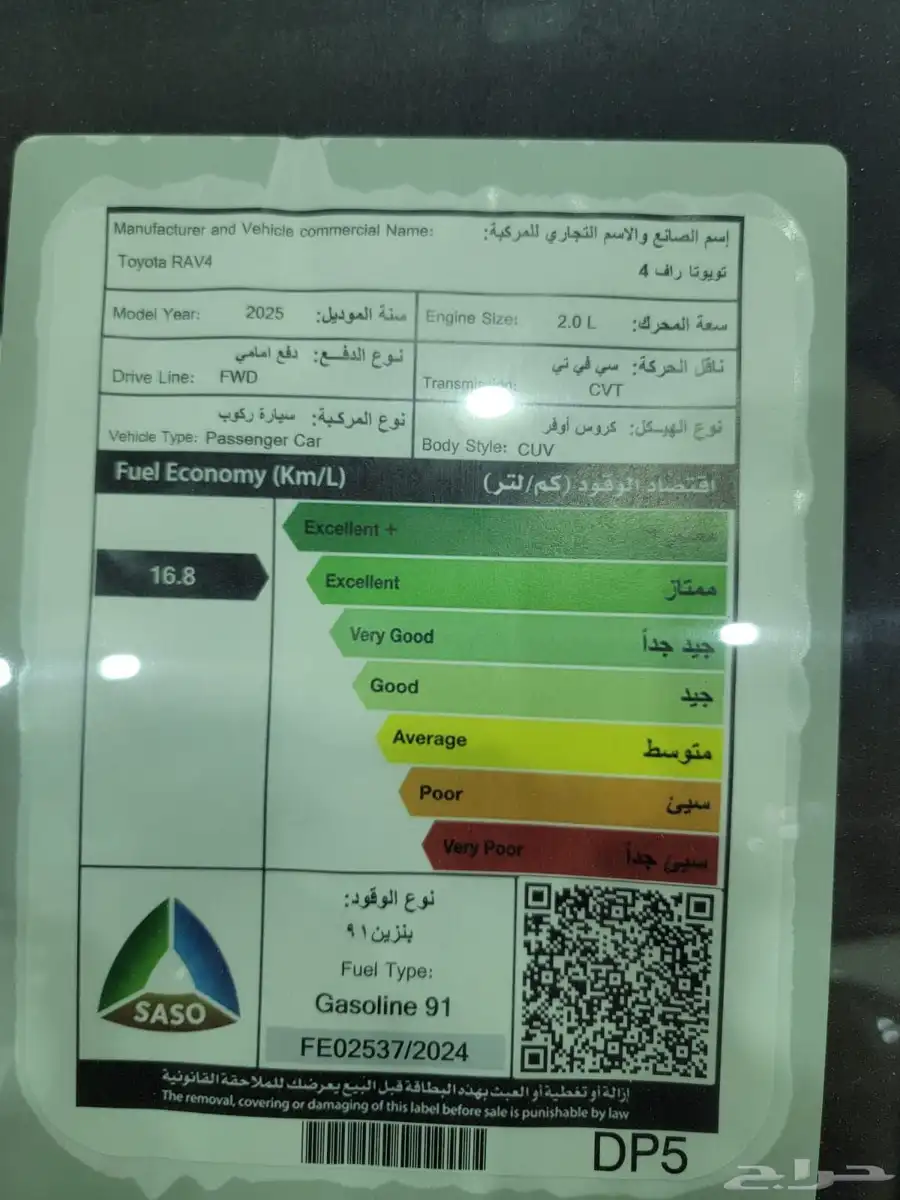 Manufacturer and Vehicle commercial Name: إسم الصانع والاسم التجاري للمركبة:
Toyota RAV4 تويوتا راف 4
Model Year: 2025 سنة الموديل:
Engine Size: 2.0 L سعة المحرك:
نوع الدفـــع: دفع امامي
Drive Line: FWD
ناقل الحركة: سي في تي
Transmission: CVT
نوع المركبة: سيارة ركوب
Vehicle Type: Passenger Car
نوع الهيكل: كروس أوفر
Body Style: CUV
Fuel Economy (Km/L) اقتصاد الوقود (كم/لتر)
Excellent +
16.8
Excellent ممتاز
Very Good جيد جداً
Good جيد
Average متوسط
Poor سيئ
Very Poor سيئ جداً
SASO
نوع الوقود:
بنزين٩١
Fuel Type:
Gasoline 91
FE02537/2024
إزالة أو تغطية أو العبث بهذه البطاقة قبل البيع يعرضك للملاحقة القانونية
The removal, covering or damaging of this label before sale is punishable by law
DP5
حراج